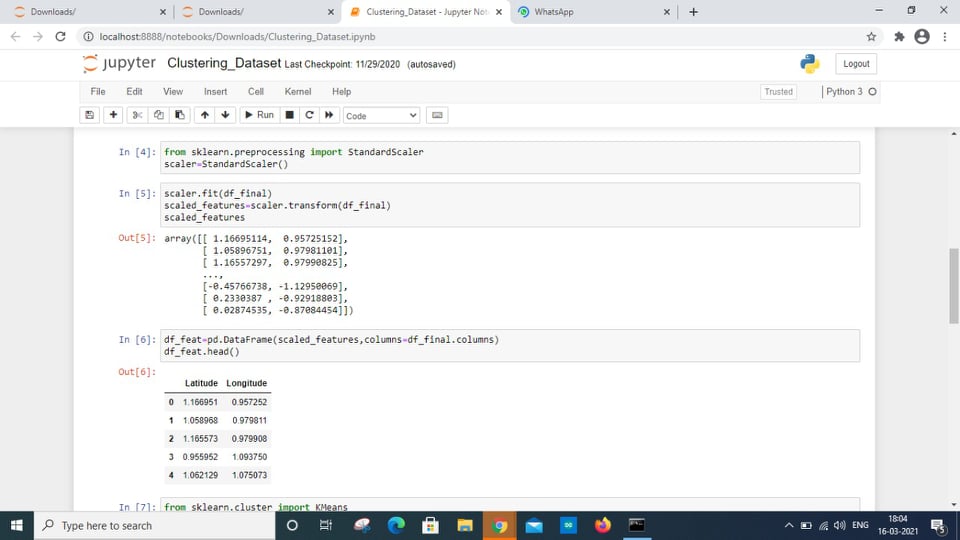 Downloads/
Downloads/
Clustering_Dataset - Jupyter Not
WhatsApp
localhost:8888/notebooks/Downloads/Clustering_Dataset.ipynb
jupyter Clustering_Dataset Last Checkpoint: 11/29/2020 (autosaved)
Logout
File Edit View Insert Cell Kernel Help
Trusted Python 3
Run Code
In [4]: from sklearn.preprocessing import StandardScaler
scaler=StandardScaler()
In [5]: scaler.fit(df_final)
scaled_features=scaler.transform(df_final)
scaled_features
Out[5]: array([[ 1.16695114, 0.95725152],
[ 1.05896751, 0.97981101],
[ 1.16557297, 0.97990825],
...,
[-0.45766738, -1.12950069],
[ 0.2330387 , -0.92918803],
[ 0.02874535, -0.87084454]])
In [6]: df_feat=pd.DataFrame(scaled_features,columns=df_final.columns)
df_feat.head()
Out[6]:
Latitude Longitude
0 1.166951 0.957252
1 1.058968 0.979811
2 1.165573 0.979908
3 0.955952 1.093750
4 1.062129 1.075073
In [7]: from sklearn.cluster import KMeans
Type here to search
ENG
18:04
16-03-2021
5